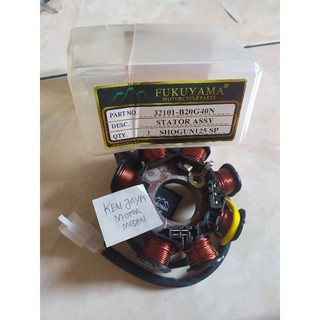 FUKUYAMA
MOTORCYCLE PARTS
PART NO. 32101-B20G40N
DESC. STATOR ASSY
QTY. 1 SHOGUN125 SP
KEN JAYA
MOTOR
MEDAN